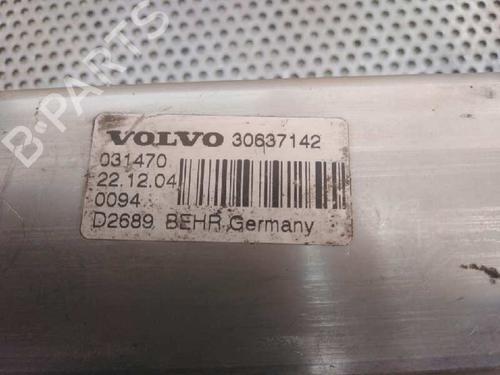 B-PARTS
VOLVO 30637142
031470
22.12.04
0094
D2689 BEHR Germany